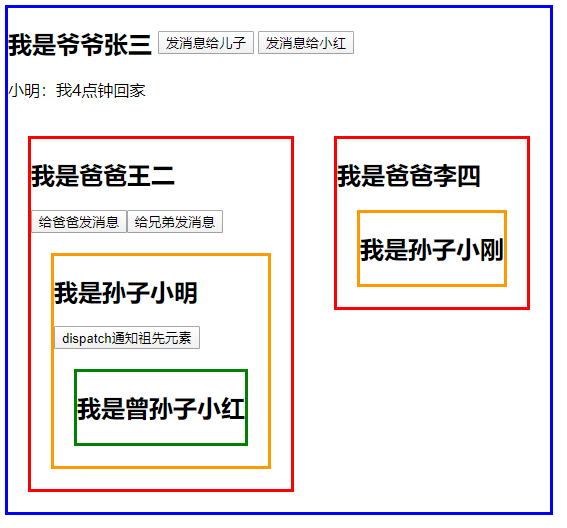 我是爷爷张三 发消息给儿子 发消息给小红
小明：我4点钟回家
我是爸爸王二
给爸爸发消息 给兄弟发消息
我是孙子小明
dispatch通知祖先元素
我是曾孙子小红
我是爸爸李四
我是孙子小刚